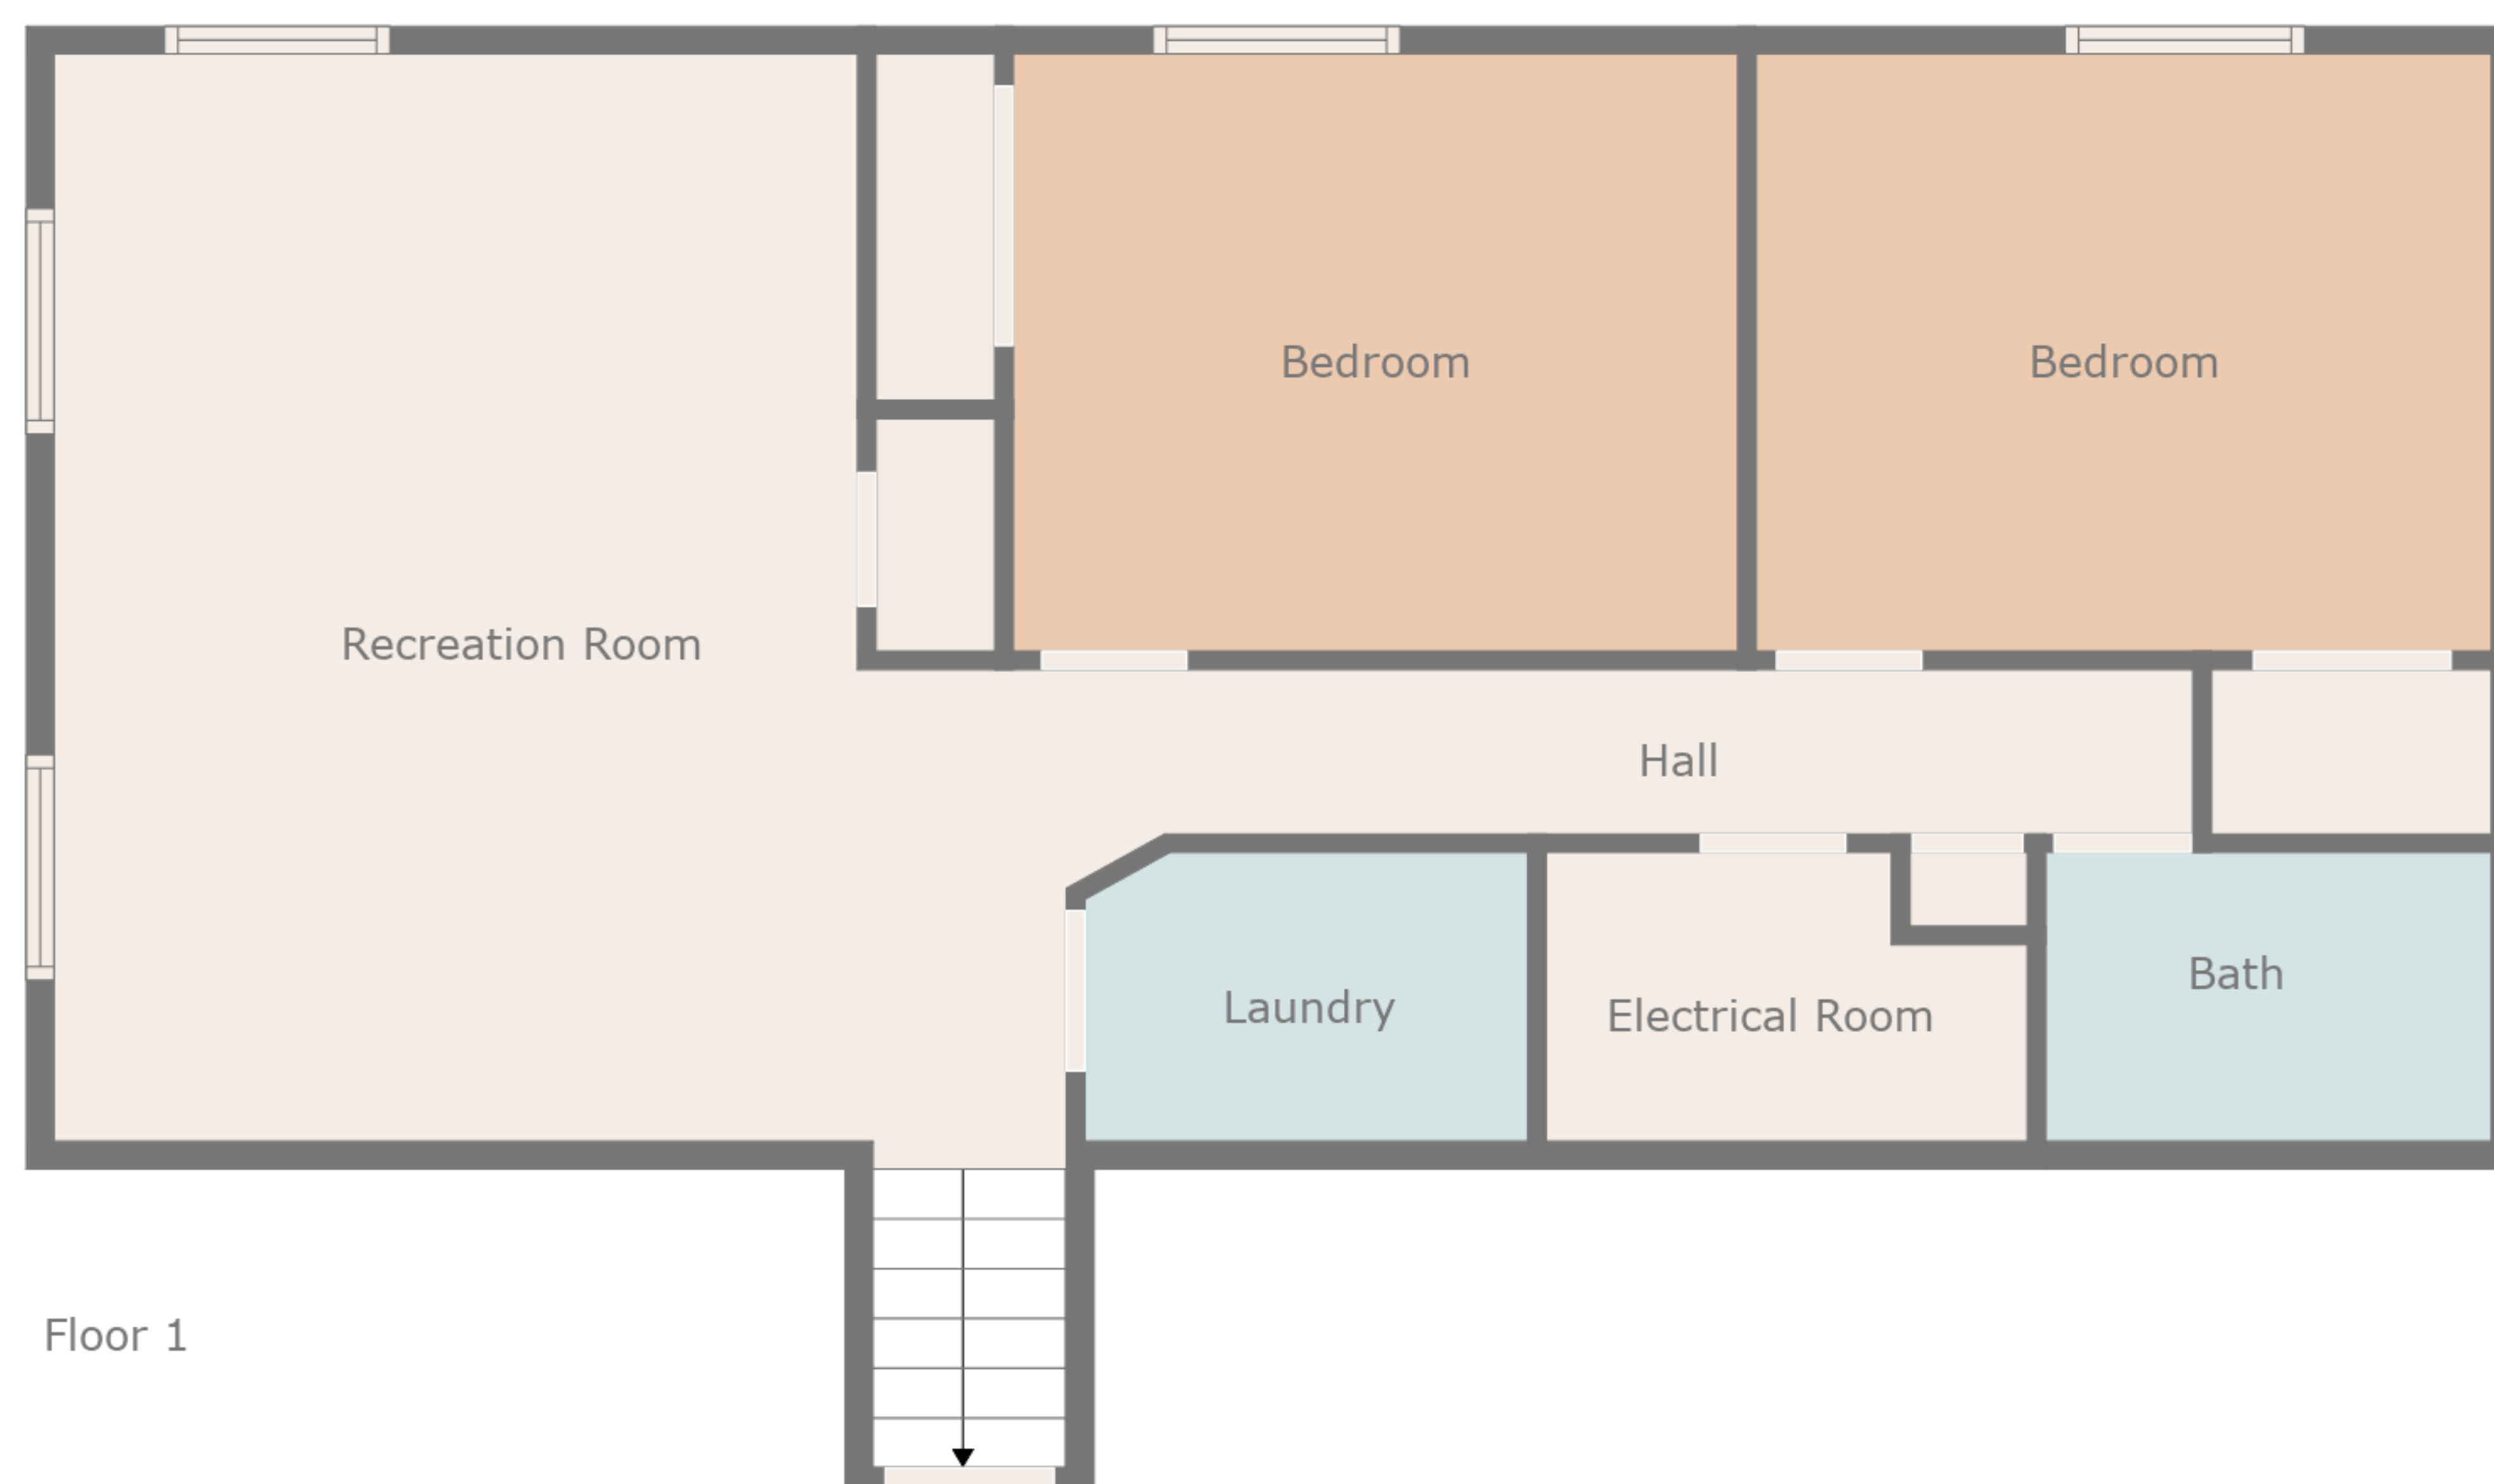 Bedroom
Bedroom
Recreation Room
Hall
Laundry
Electrical Room
Bath
Floor 1